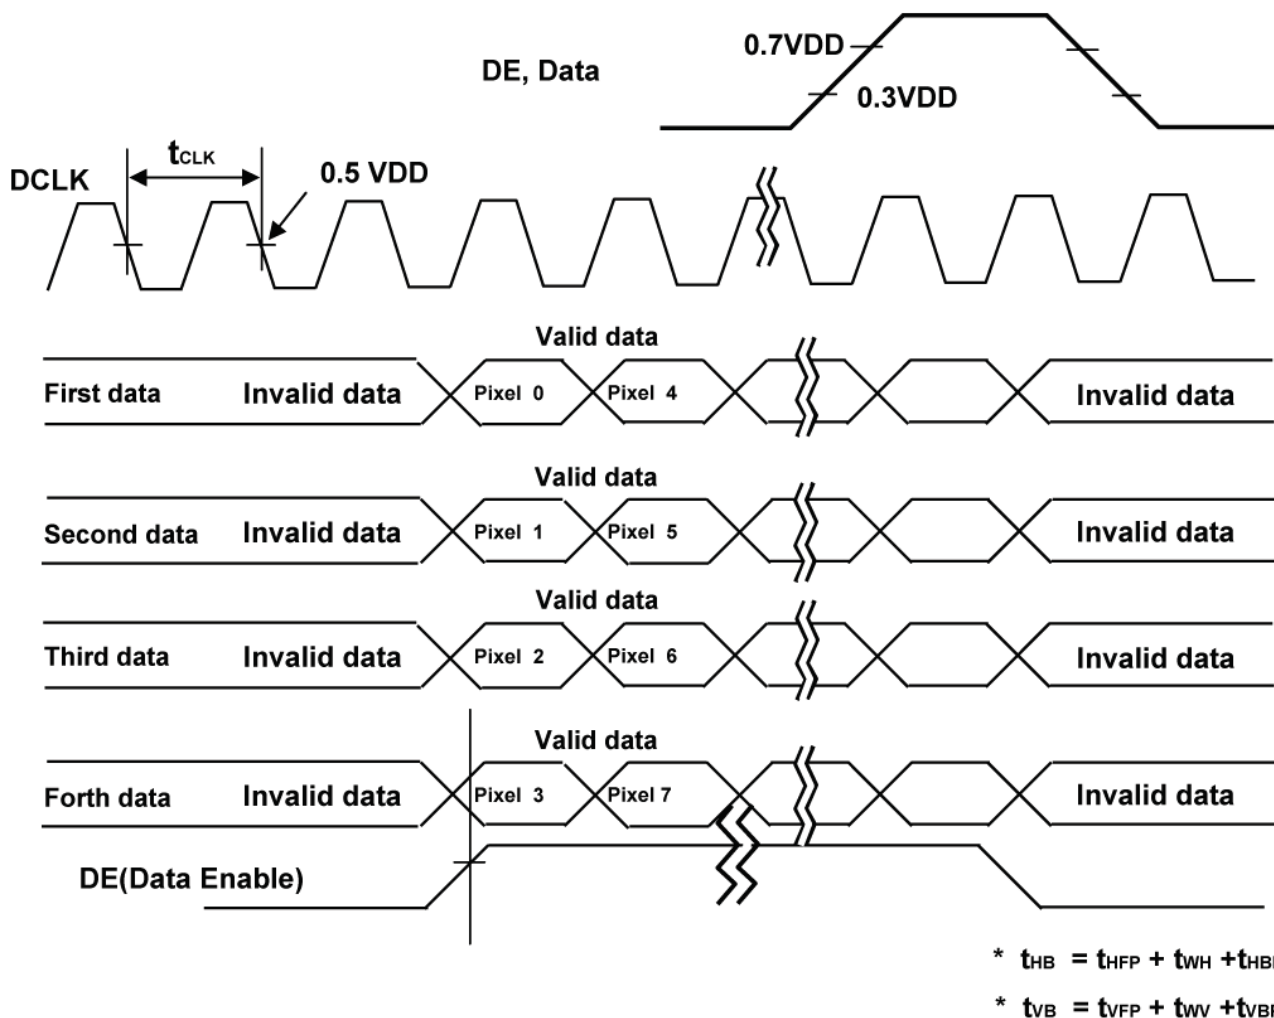 0.7VDD
DE, Data
0.3VDD
tCLK
DCLK
0.5 VDD
Valid data
First data Invalid data Pixel 0 Pixel 4 Invalid data
Valid data
Second data Invalid data Pixel 1 Pixel 5 Invalid data
Valid data
Third data Invalid data Pixel 2 Pixel 6 Invalid data
Valid data
Forth data Invalid data Pixel 3 Pixel 7 Invalid data
DE(Data Enable)
* tHB = tHFP + tWH +tHB
* tVB = tVFP + tWV +tVB